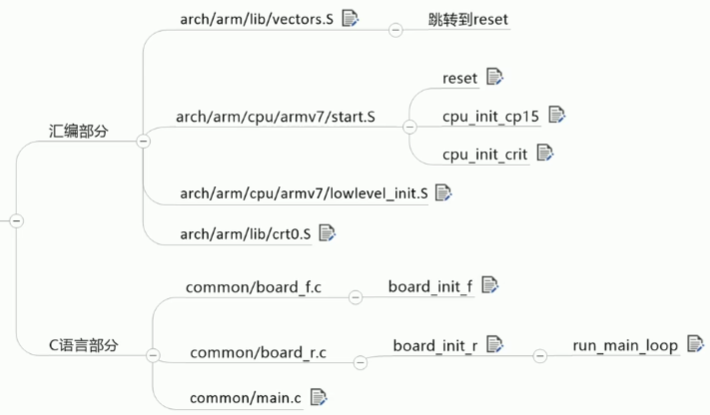 arch/arm/lib/vectors.S
跳转到reset
汇编部分
arch/arm/cpu/armv7/start.S
reset
cpu_init_cp15
cpu_init_crit
arch/arm/cpu/armv7/lowlevel_init.S
arch/arm/lib/crt0.S
C语言部分
common/board_f.c
board_init_f
common/board_r.c
board_init_r
run_main_loop
common/main.c